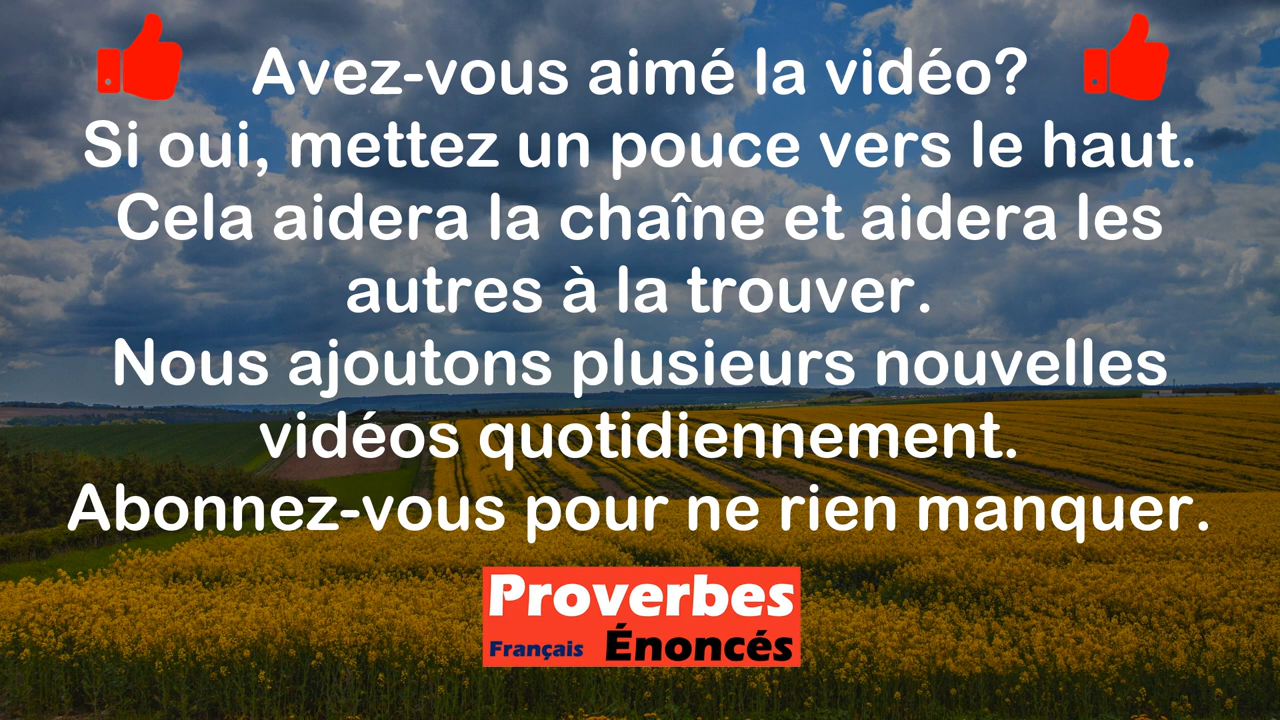 Avez-vous aimé la vidéo?
Si oui, mettez un pouce vers le haut.
Cela aidera la chaîne et aidera les
autres à la trouver.
Nous ajoutons plusieurs nouvelles
vidéos quotidiennement.
Abonnez-vous pour ne rien manquer.
Proverbes
Français Énoncés